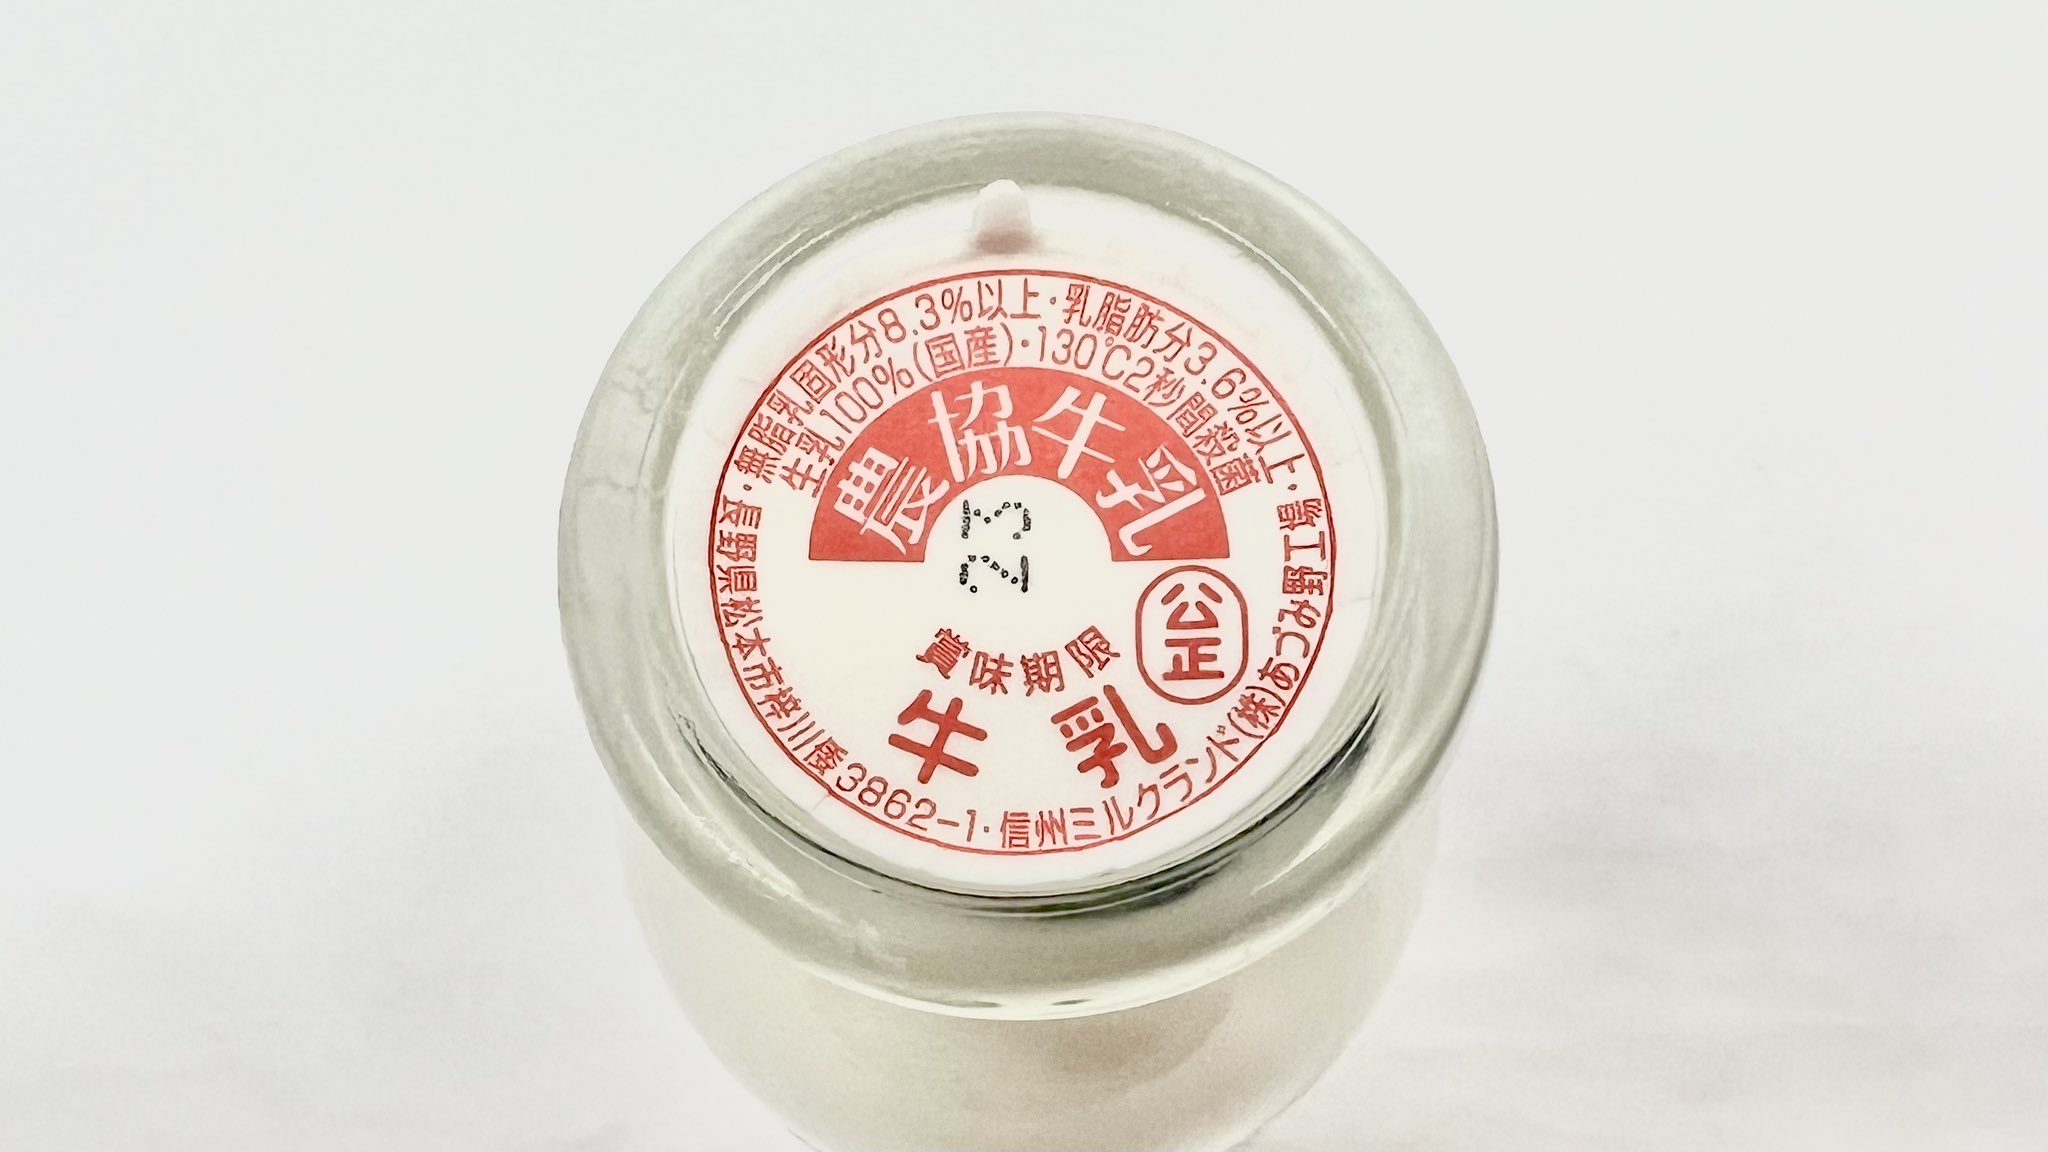 無脂乳固形分8.3%以上・乳脂肪分3.6%以上・
生乳100%(国産)・130℃2秒間殺菌
農協牛乳
23
賞味期限
公正
牛乳
長野県松本市梓川倭3862-1・信州ミルクランド(株)あづみ野工場